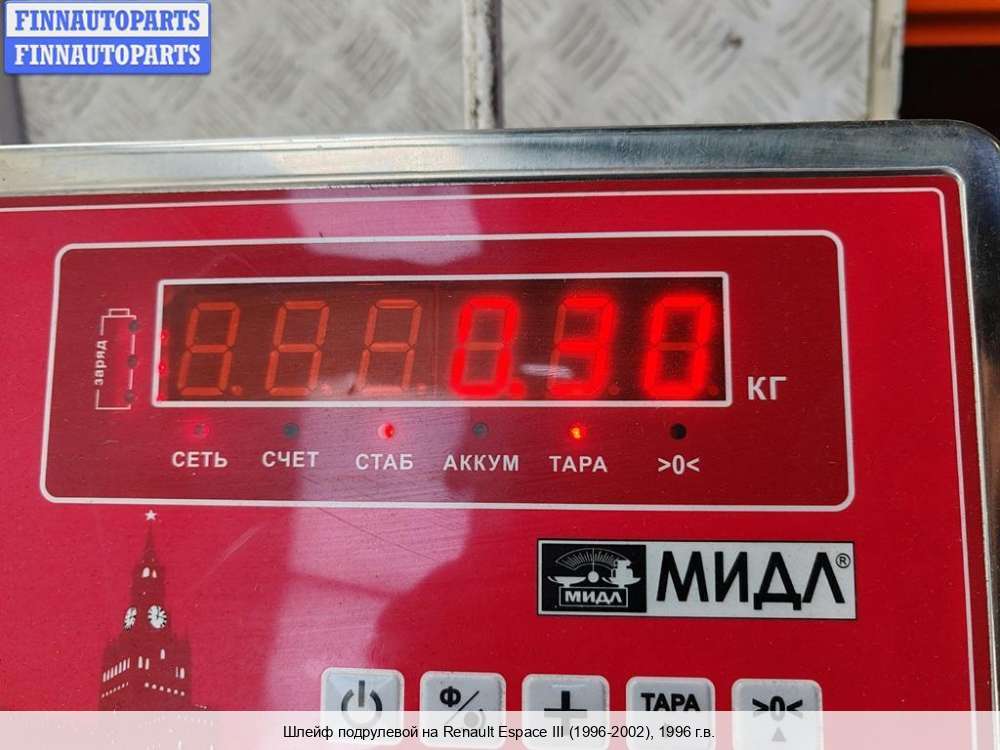 FINNAUTOPARTS
FINNAUTOPARTS
0.30
заряд
КГ
СЕТЬ СЧЕТ СТАБ АККУМ ТАРА >0<
МИДЛ МИДЛ®
Ф/
+
ТАРА >0<
Шлейф подрулевой на Renault Espace III (1996-2002), 1996 г.в.